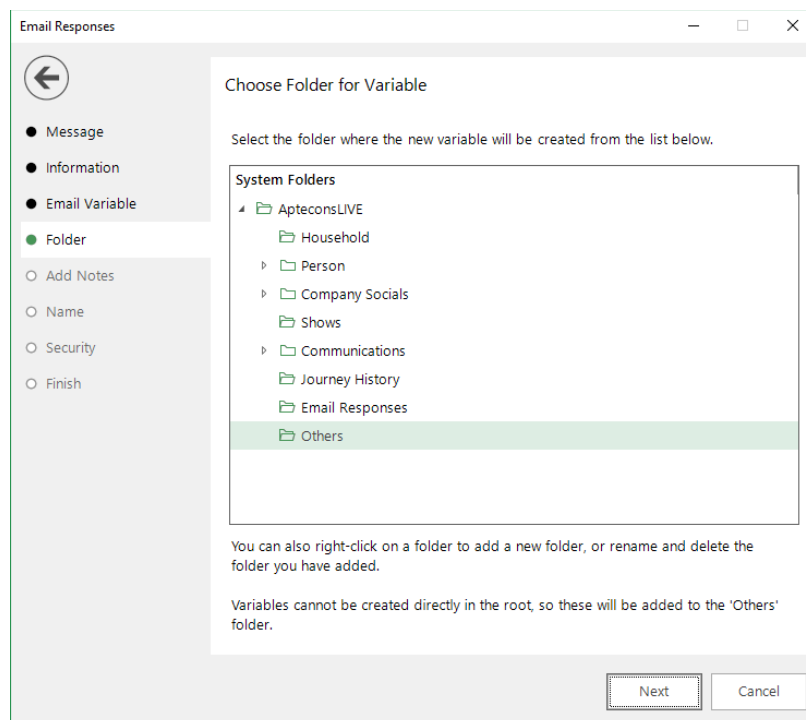 Email Responses
Choose Folder for Variable
Message
Information
Email Variable
Folder
Add Notes
Name
Security
Finish
Select the folder where the new variable will be created from the list below.
System Folders
ApteconsLIVE
Household
Person
Company Socials
Shows
Communications
Journey History
Email Responses
Others
You can also right-click on a folder to add a new folder, or rename and delete the
folder you have added.
Variables cannot be created directly in the root, so these will be added to the 'Others'
folder.
Next
Cancel